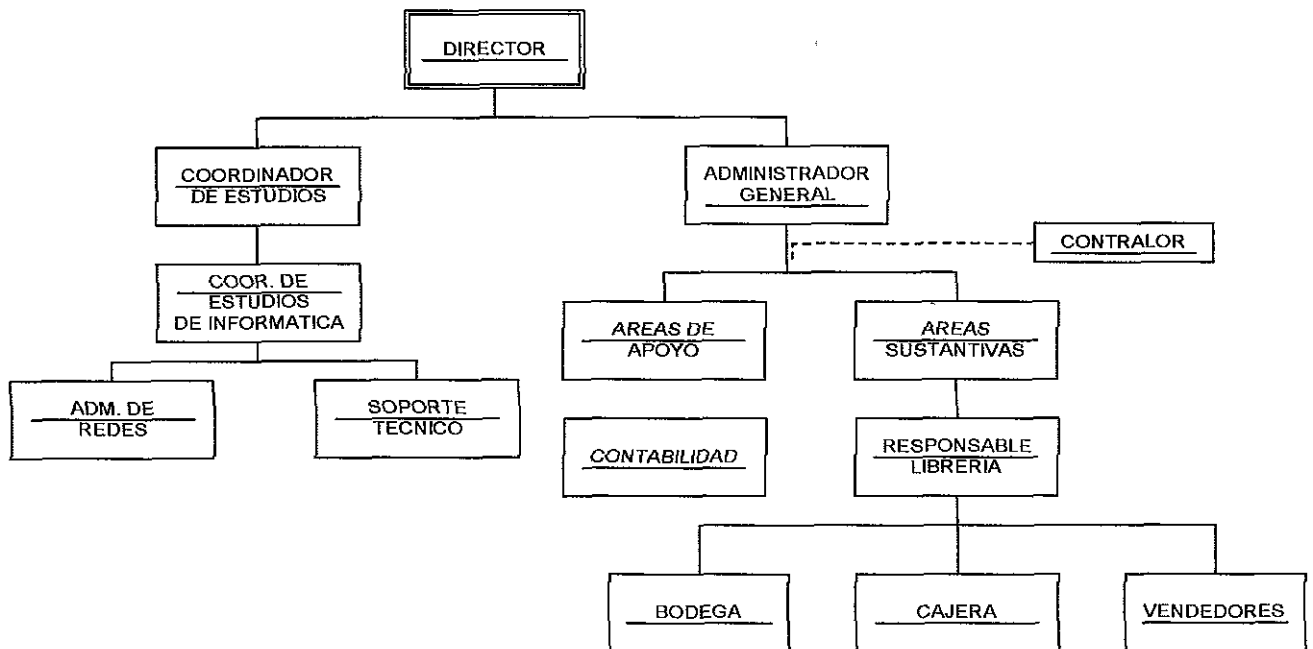 DIRECTOR
COORDINADOR
DE ESTUDIOS
ADMINISTRADOR
GENERAL
CONTRALOR
COOR. DE
ESTUDIOS
DE INFORMATICA
AREAS DE
APOYO
AREAS
SUSTANTIVAS
ADM. DE
REDES
SOPORTE
TECNICO
CONTABILIDAD
RESPONSABLE
LIBRERIA
BODEGA
CAJERA
VENDEDORES